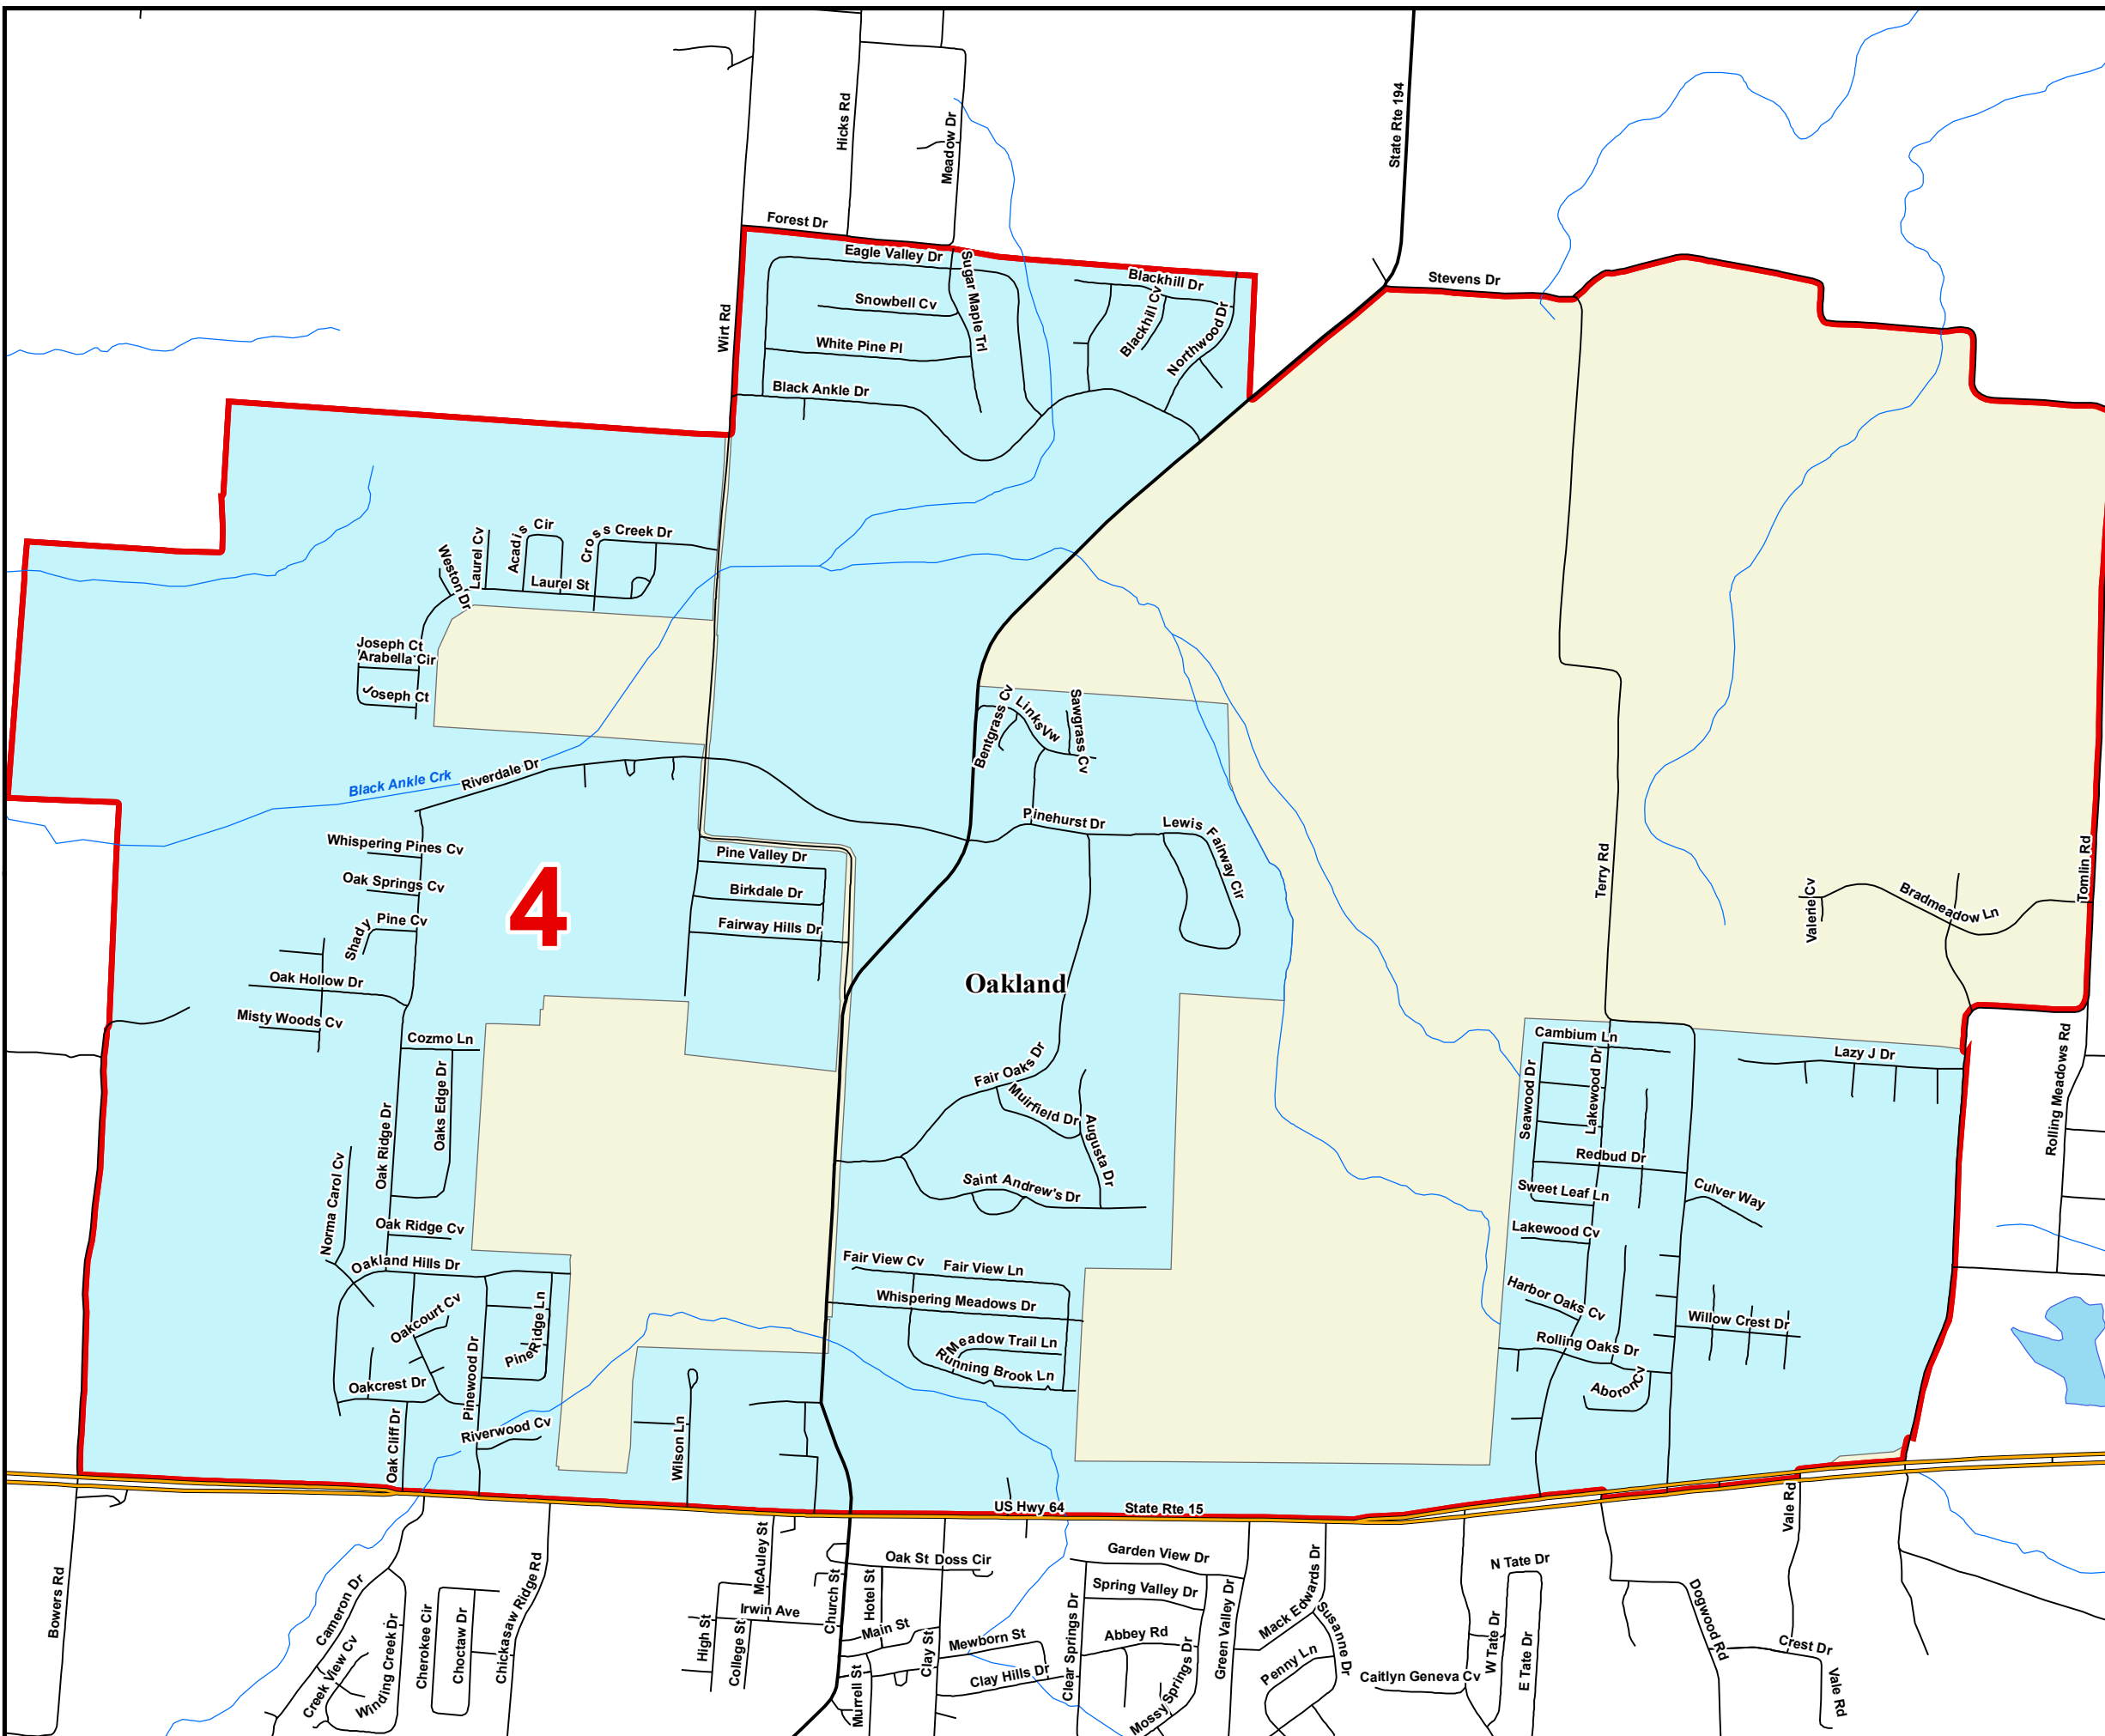 Hicks Rd
Meadow Dr
State Rte 194
Forest Dr
Eagle Valley Dr
Sugar Maple Trl
Blackhill Dr
Stevens Dr
Snowbell Cv
Blackhill Cv
Northwood Dr
Wirt Rd
White Pine Pl
Black Ankle Dr
Laurel Cv
Acadis Cir
Cross Creek Dr
Weston Dr
Laurel St
Joseph Ct
Arabella Cir
Joseph Ct
Bentgrass Cv
Links Vw
Sawgrass Cv
Black Ankle Crk
Riverdale Dr
Pinehurst Dr
Lewis Fairway Cir
Whispering Pines Cv
Pine Valley Dr
Terry Rd
Tomlin Rd
Oak Springs Cv
4
Birkdale Dr
Valerie Cv
Bradmeadow Ln
Shady Pine Cv
Fairway Hills Dr
Oak Hollow Dr
Oakland
Misty Woods Cv
Cozmo Ln
Cambium Ln
Lazy J Dr
Rolling Meadows Rd
Oaks Edge Dr
Fair Oaks Dr
Seawood Dr
Lakewood Dr
Muirfield Dr
Augusta Dr
Oak Ridge Dr
Norma Carol Cv
Redbud Dr
Saint Andrew's Dr
Sweet Leaf Ln
Culver Way
Oak Ridge Cv
Lakewood Cv
Oakland Hills Dr
Fair View Cv
Fair View Ln
Harbor Oaks Cv
Whispering Meadows Dr
Willow Crest Dr
Oakcourt Cv
Pine Ridge Ln
Meadow Trail Ln
Rolling Oaks Dr
Running Brook Ln
Pinewood Dr
Oakcrest Dr
Aboron Cv
Riverwood Cv
Oak Cliff Dr
Wilson Ln
US Hwy 64
State Rte 15
Vale Rd
Bowers Rd
Cameron Dr
Creek View Cv
Winding Creek Dr
Cherokee Cir
Choctaw Dr
Chickasaw Ridge Rd
McAuley St
High St
College St
Irwin Ave
Church St
Hotel St
Oak St
Doss Cir
Main St
Murrell St
Clay St
Mewborn St
Clay Hills Dr
Clear Springs Dr
Garden View Dr
Spring Valley Dr
Abbey Rd
Mossy Springs Dr
Green Valley Dr
Mack Edwards Dr
Susanne Dr
Penny Ln
Caitlyn Geneva Cv
N Tate Dr
W Tate Dr
E Tate Dr
Dogwood Rd
Crest Dr
Vale Rd